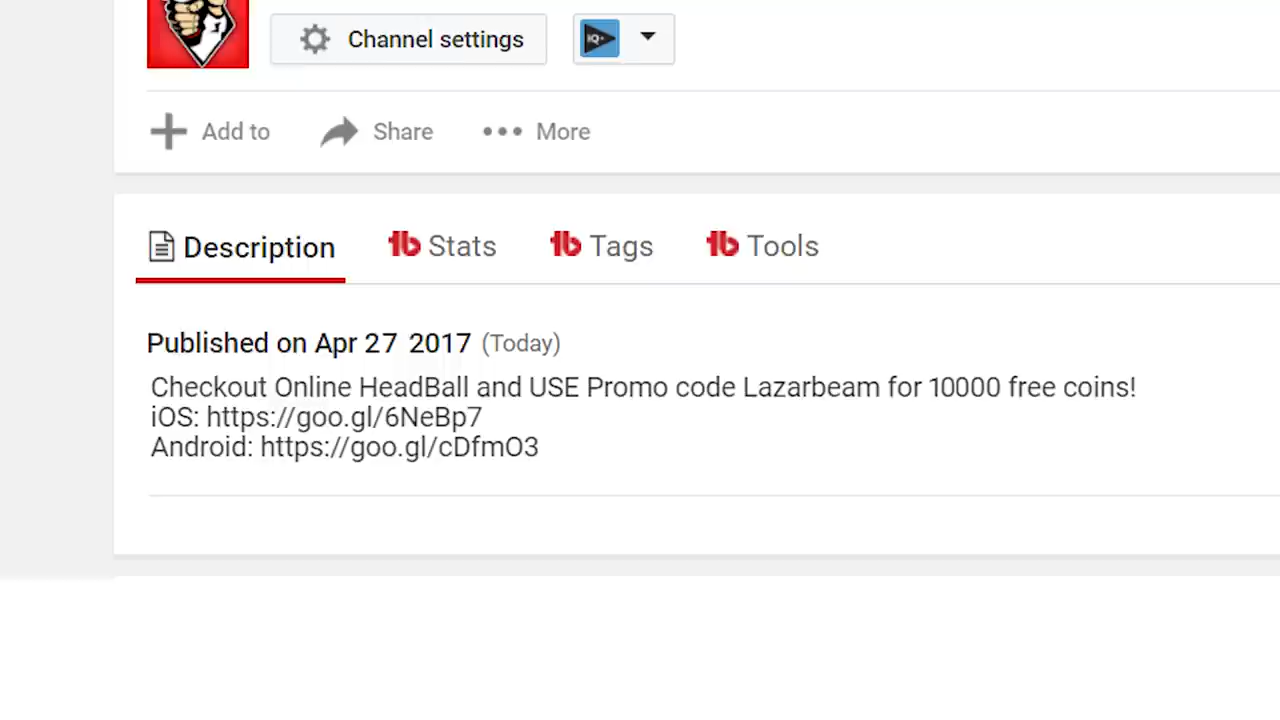 Channel settings IQ
Add to Share More
Description Stats Tags Tools
Published on Apr 27 2017 (Today)
Checkout Online HeadBall and USE Promo code Lazarbeam for 10000 free coins!
iOS: https://goo.gl/6NeBp7
Android: https://goo.gl/cDfmO3